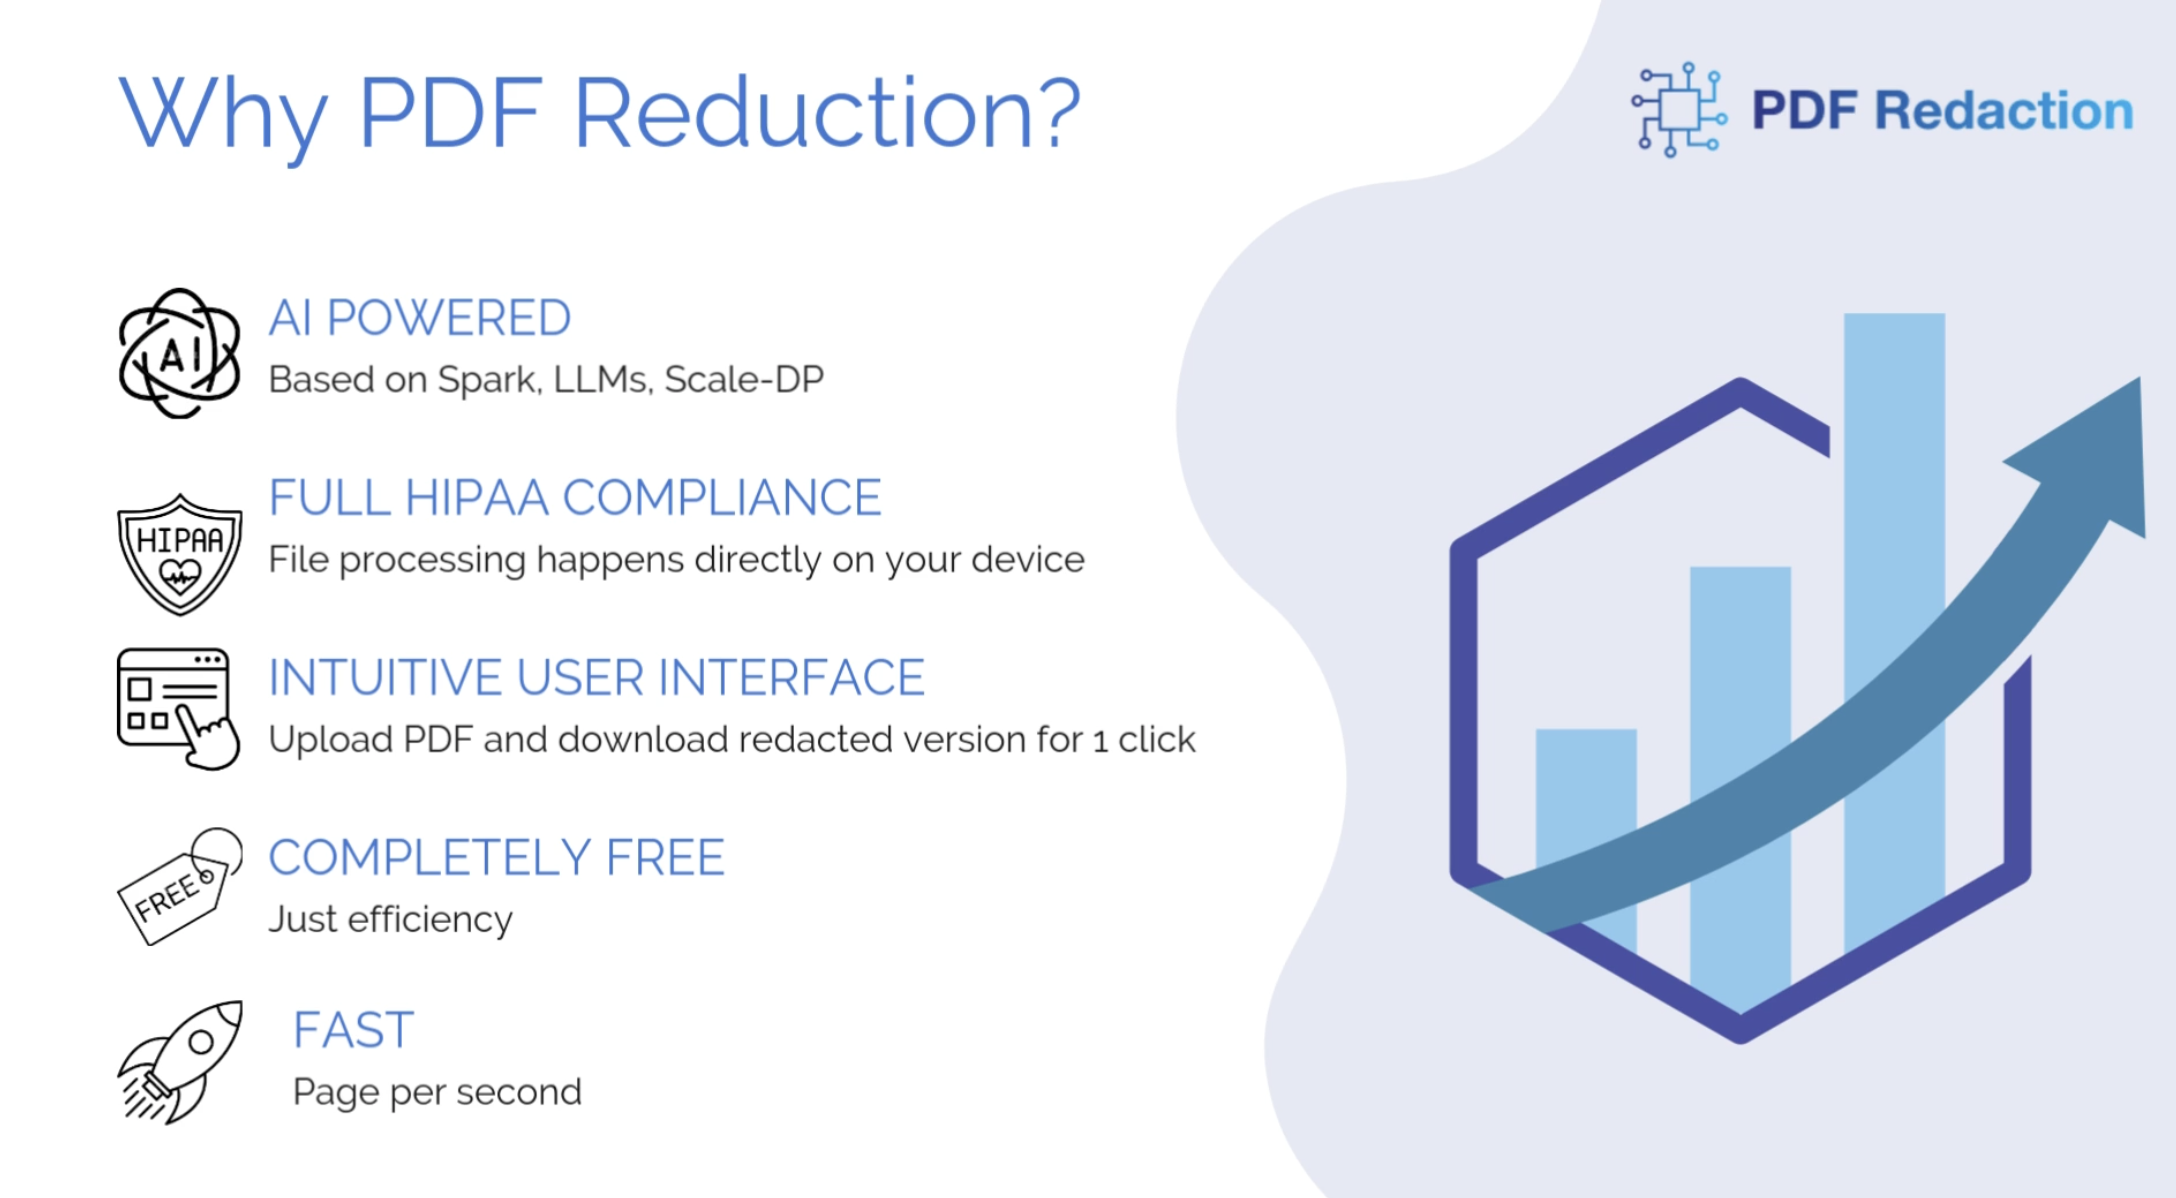 Why PDF Reduction?
PDF Redaction
AI
AI POWERED
Based on Spark, LLMs, Scale-DP
HIPAA
FULL HIPAA COMPLIANCE
File processing happens directly on your device
INTUITIVE USER INTERFACE
Upload PDF and download redacted version for 1 click
FREE
COMPLETELY FREE
Just efficiency
FAST
Page per second